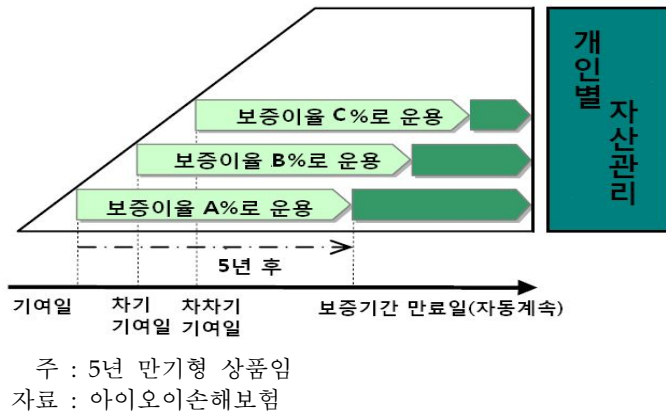 개인별
자산관리
보증이율 C%로 운용
보증이율 B%로 운용
보증이율 A%로 운용
5년 후
기여일
차기
기여일
차차기
기여일
보증기간 만료일(자동계속)
주 : 5년 만기형 상품임
자료 : 아이오이손해보험